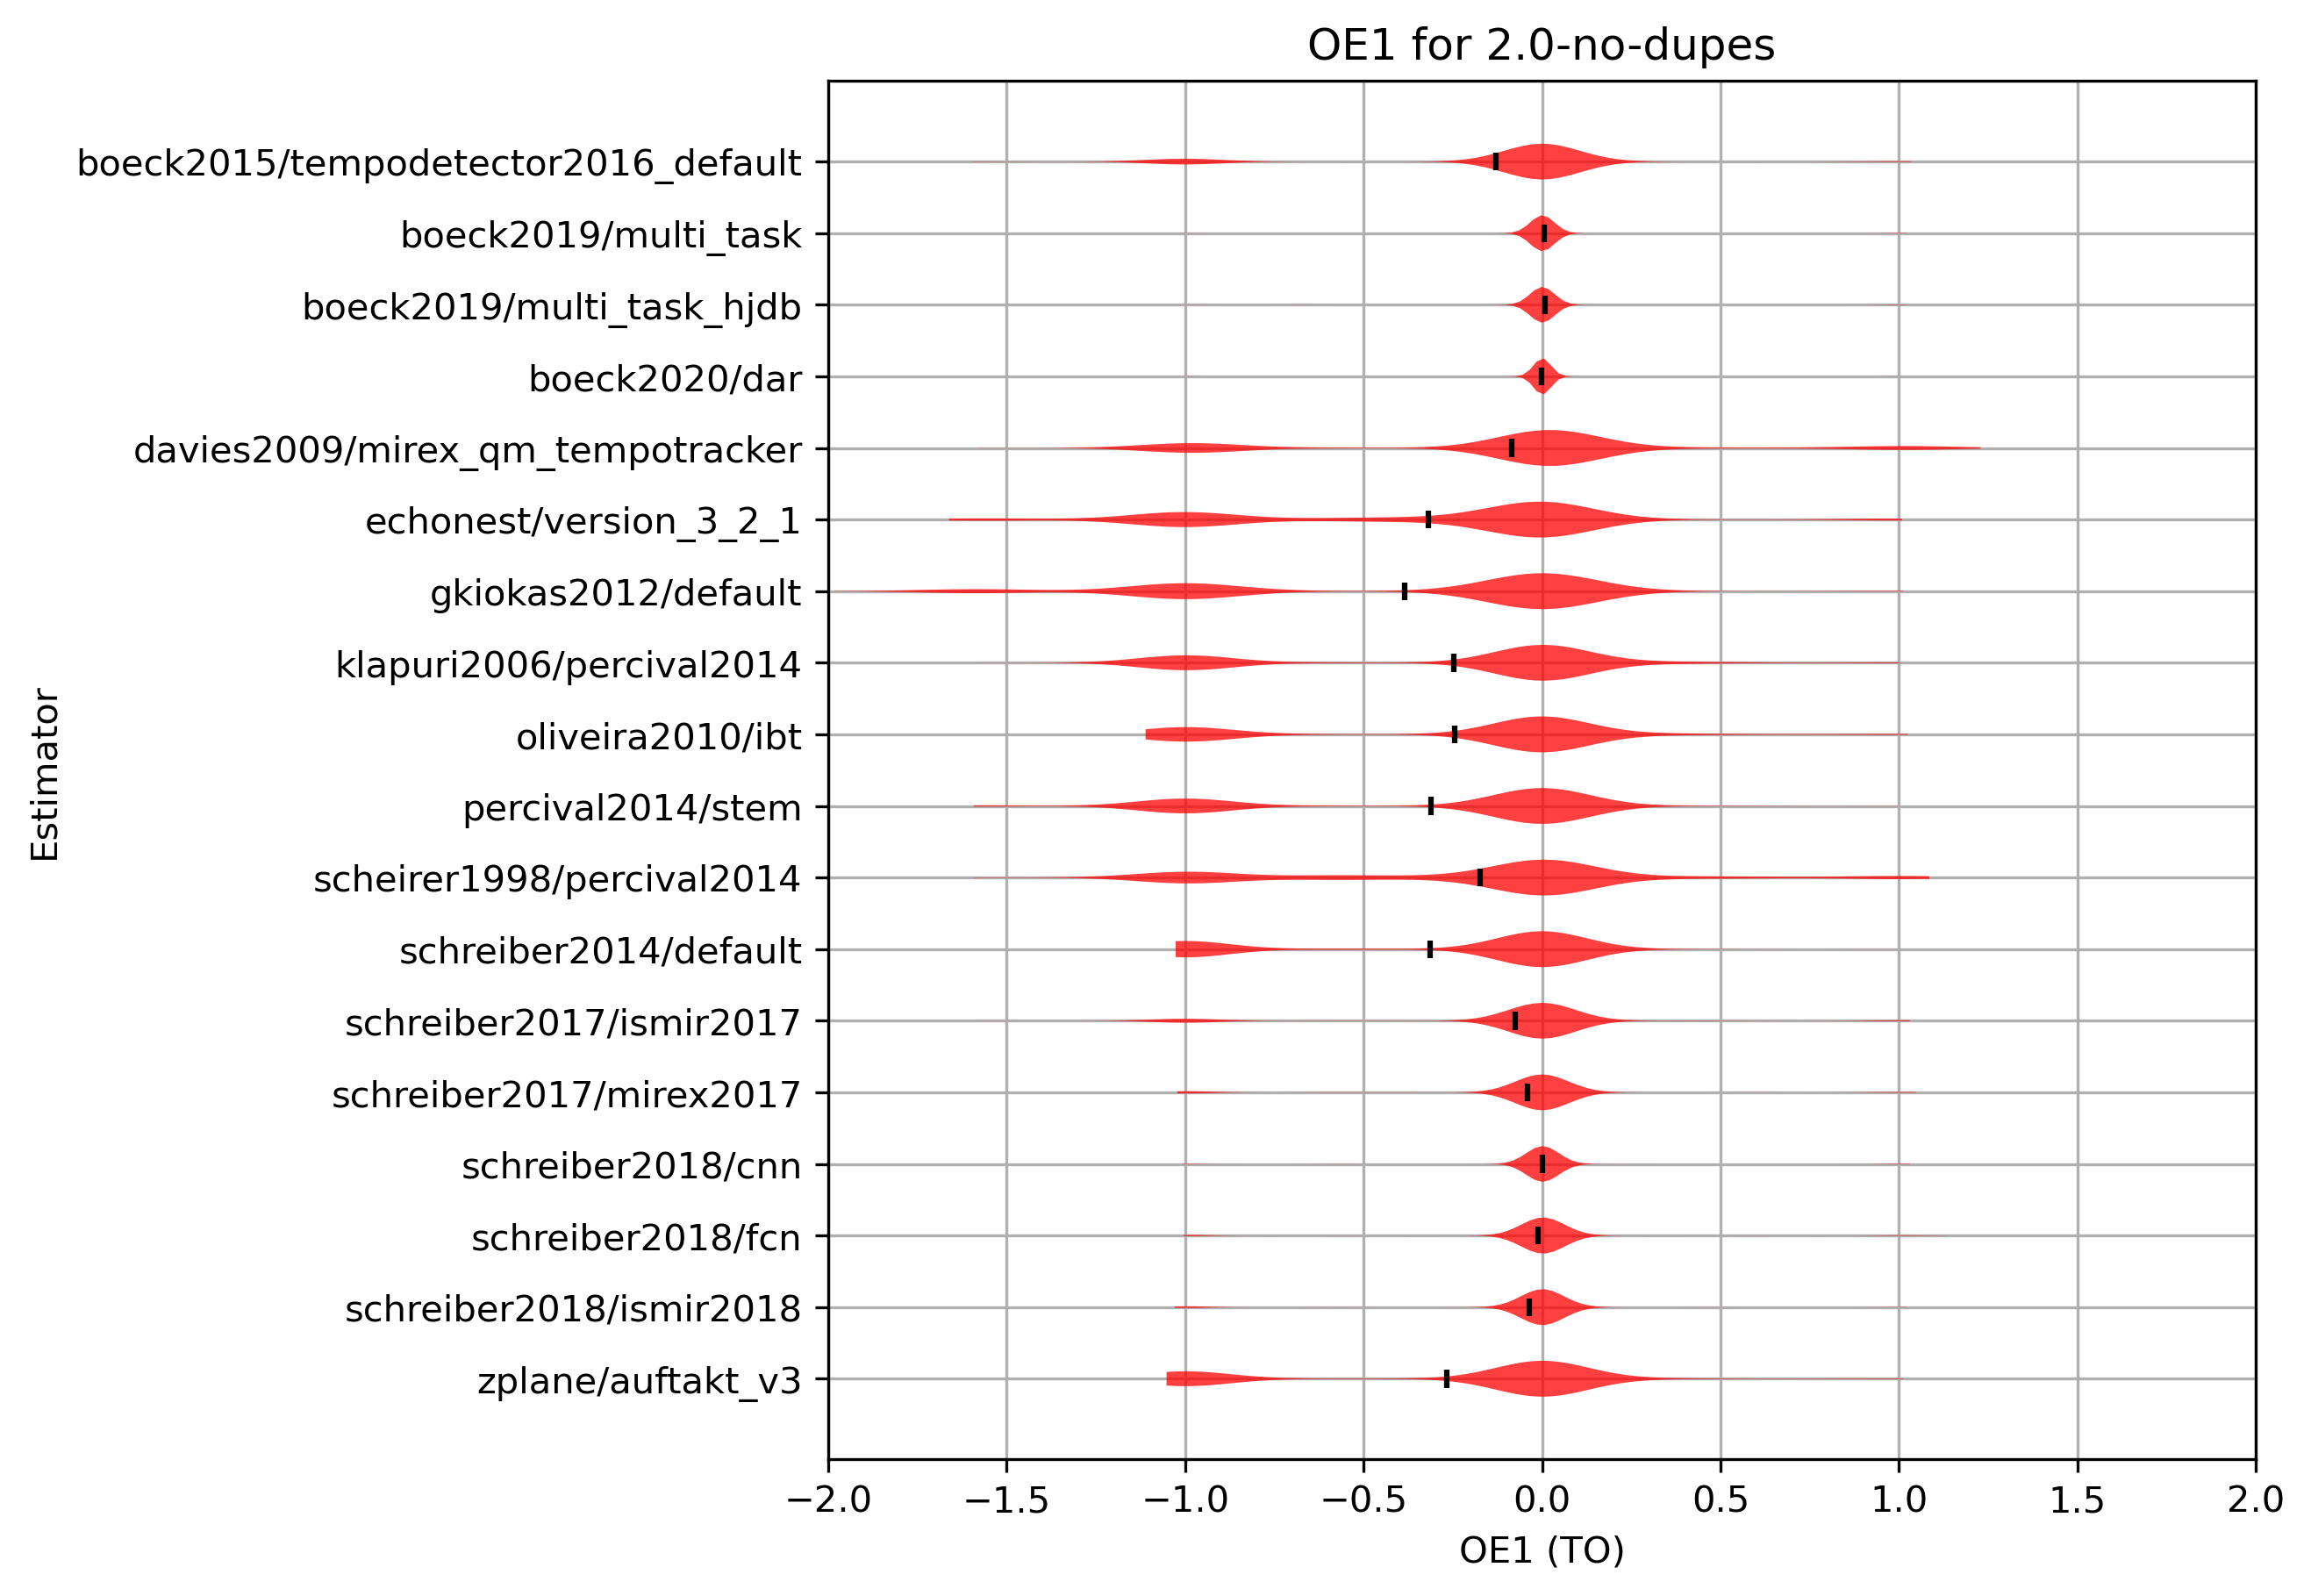 OE1 for 2.0-no-dupes
boeck2015/tempodetector2016_default
boeck2019/multi_task
boeck2019/multi_task_hjdb
boeck2020/dar
davies2009/mirex_qm_tempotracker
echonest/version_3_2_1
gkiokas2012/default
klapuri2006/percival2014
oliveira2010/ibt
percival2014/stem
scheirer1998/percival2014
schreiber2014/default
schreiber2017/ismir2017
schreiber2017/mirex2017
schreiber2018/cnn
schreiber2018/fcn
schreiber2018/ismir2018
zplane/auftakt_v3
Estimator
−2.0 −1.5 −1.0 −0.5 0.0 0.5 1.0 1.5 2.0
OE1 (TO)